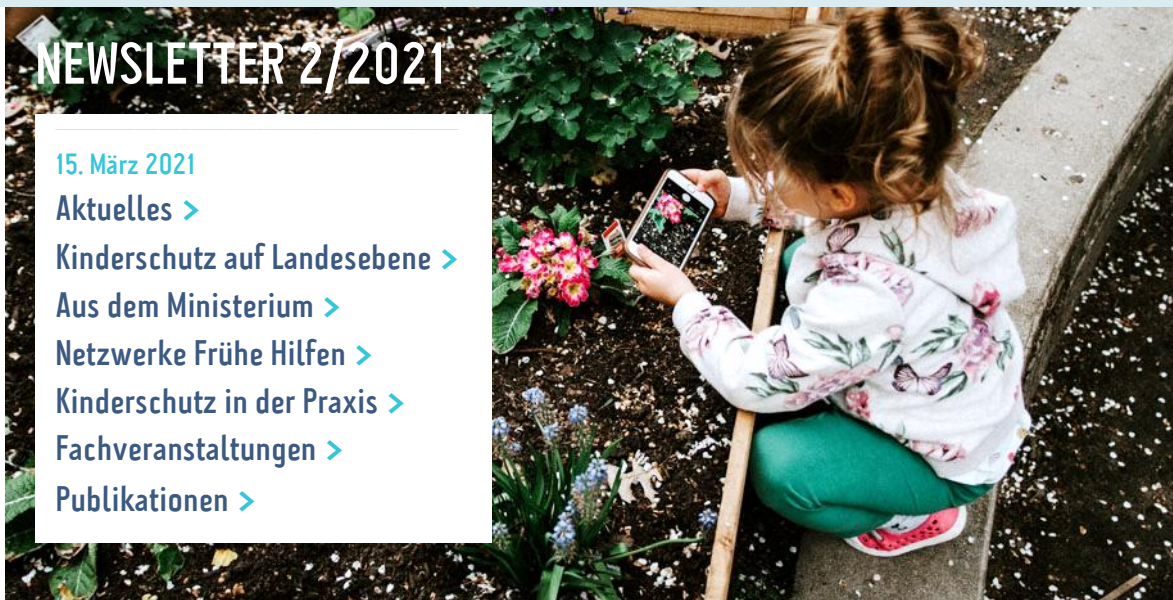 NEWSLETTER 2/2021
15. März 2021
Aktuelles >
Kinderschutz auf Landesebene >
Aus dem Ministerium >
Netzwerke Frühe Hilfen >
Kinderschutz in der Praxis >
Fachveranstaltungen >
Publikationen >